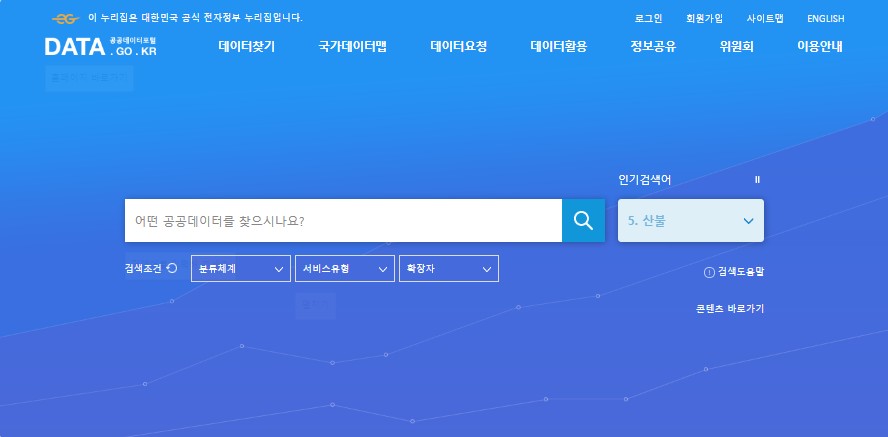 이 누리집은 대한민국 공식 전자정부 누리집입니다.
로그인 회원가입 사이트맵 ENGLISH
DATA 공공데이터포털
.GO.KR
데이터찾기 국가데이터맵 데이터요청 데이터활용 정보공유 위원회 이용안내
인기검색어
어떤 공공데이터를 찾으시나요?
5. 산불
검색조건 분류체계 서비스유형 확장자
검색도움말
콘텐츠 바로가기